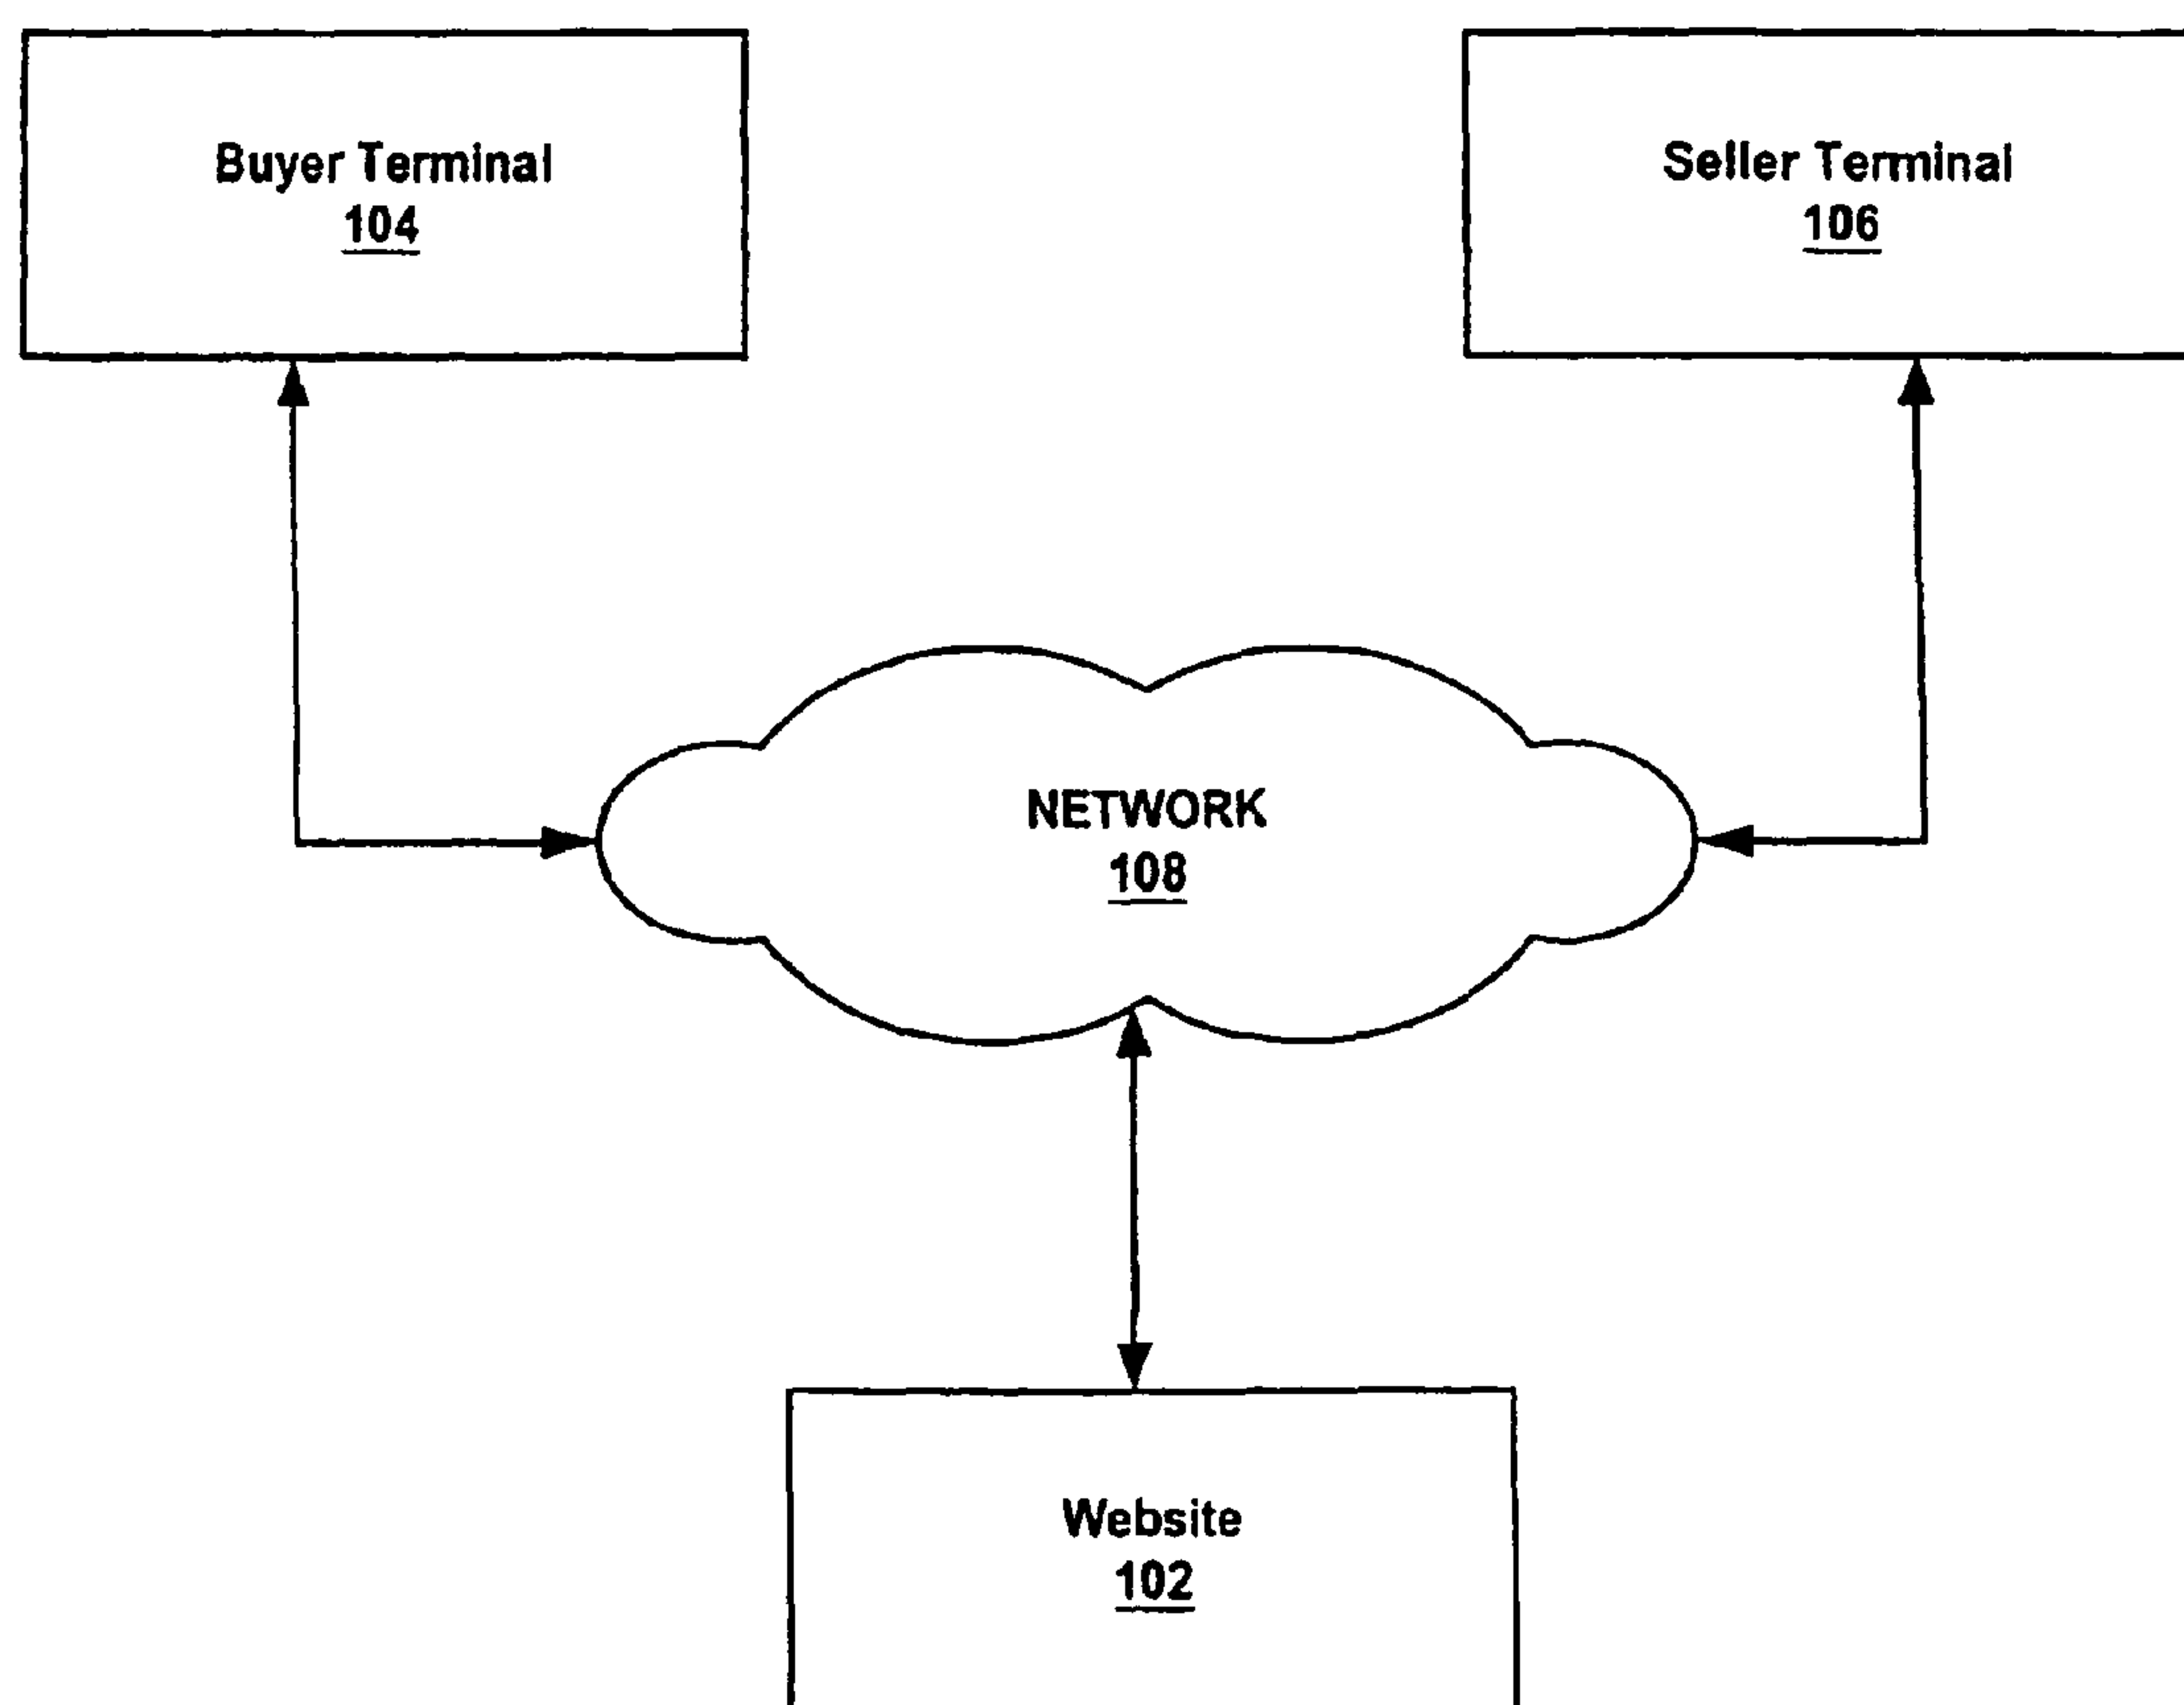 Buyer Terminal
104
Seller Terminal
106
NETWORK
108
Website
102